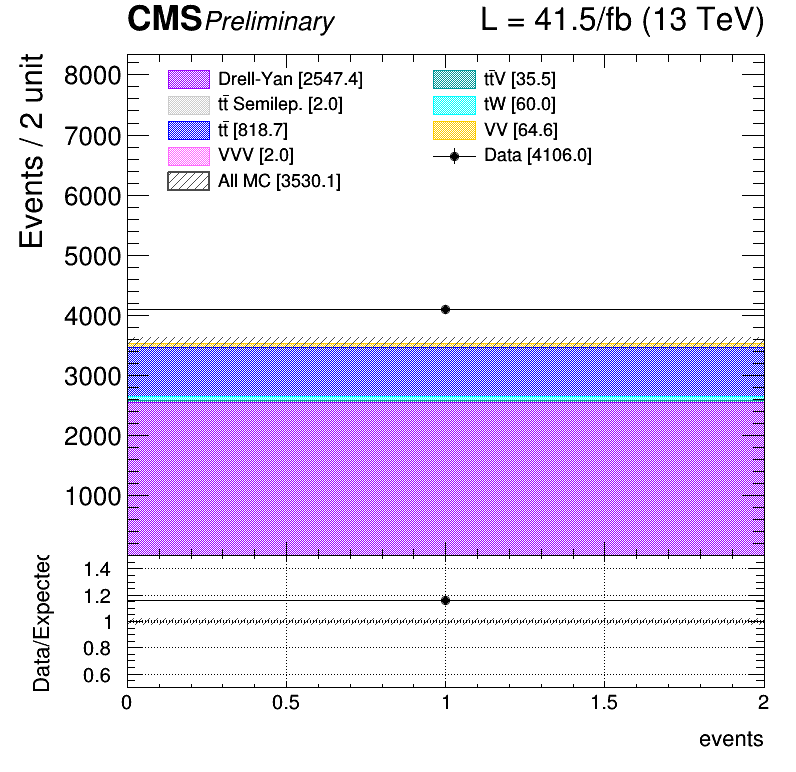 CMS Preliminary L = 41.5/fb (13 TeV)
Events / 2 unit
8000
7000
6000
5000
4000
3000
2000
1000
Drell-Yan [2547.4]
tt̄ Semilep. [2.0]
tt̄ [818.7]
VVV [2.0]
All MC [3530.1]
tt̄V [35.5]
tW [60.0]
VV [64.6]
Data [4106.0]
Data/Expected
1.4
1.2
1
0.8
0.6
0 0.5 1 1.5 2
events